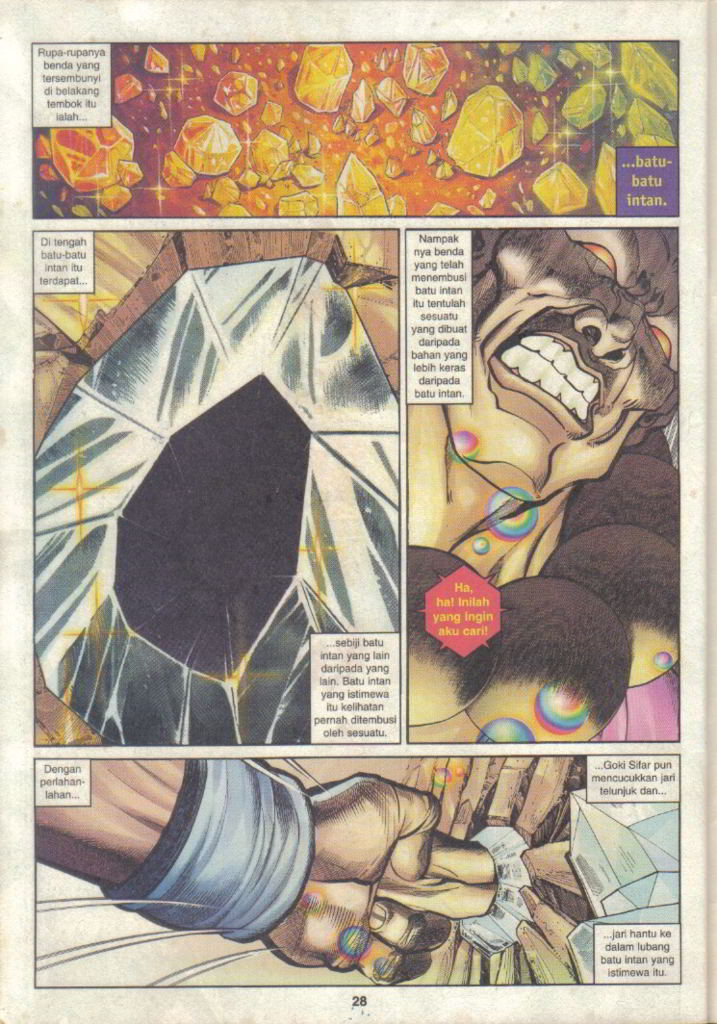 Rupa-rupanya
benda yang
tersembunyi
di belakang
tembok itu
ialah...
...batu-
batu
intan.
Di tengah
batu-batu
intan itu
terdapat...
...sebiji batu
intan yang lain
daripada yang
lain. Batu intan
yang istimewa
itu kelihatan
pernah ditembusi
oleh sesuatu.
Nampak
nya benda
yang telah
menembusi
batu intan
itu tentulah
sesuatu
yang dibuat
daripada
bahan yang
lebih keras
daripada
batu intan.
Ha,
ha! Inilah
yang ingin
aku cari!
Dengan
perlahan-
lahan...
...Goki Sifar pun
mencucukkan jari
telunjuk dan...
...jari hantu ke
dalam lubang
batu intan yang
istimewa itu.
28